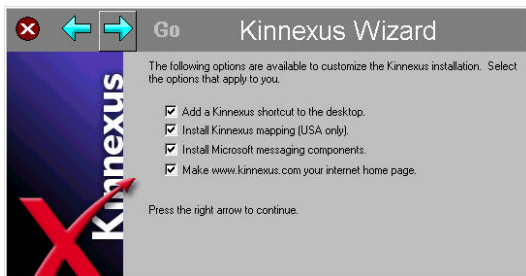 Go
Kinnexus Wizard
Kinnexus
The following options are available to customize the Kinnexus installation. Select
the options that apply to you.
Add a Kinnexus shortcut to the desktop.
Install Kinnexus mapping (USA only).
Install Microsoft messaging components.
Make www.kinnexus.com your internet home page.
Press the right arrow to continue.